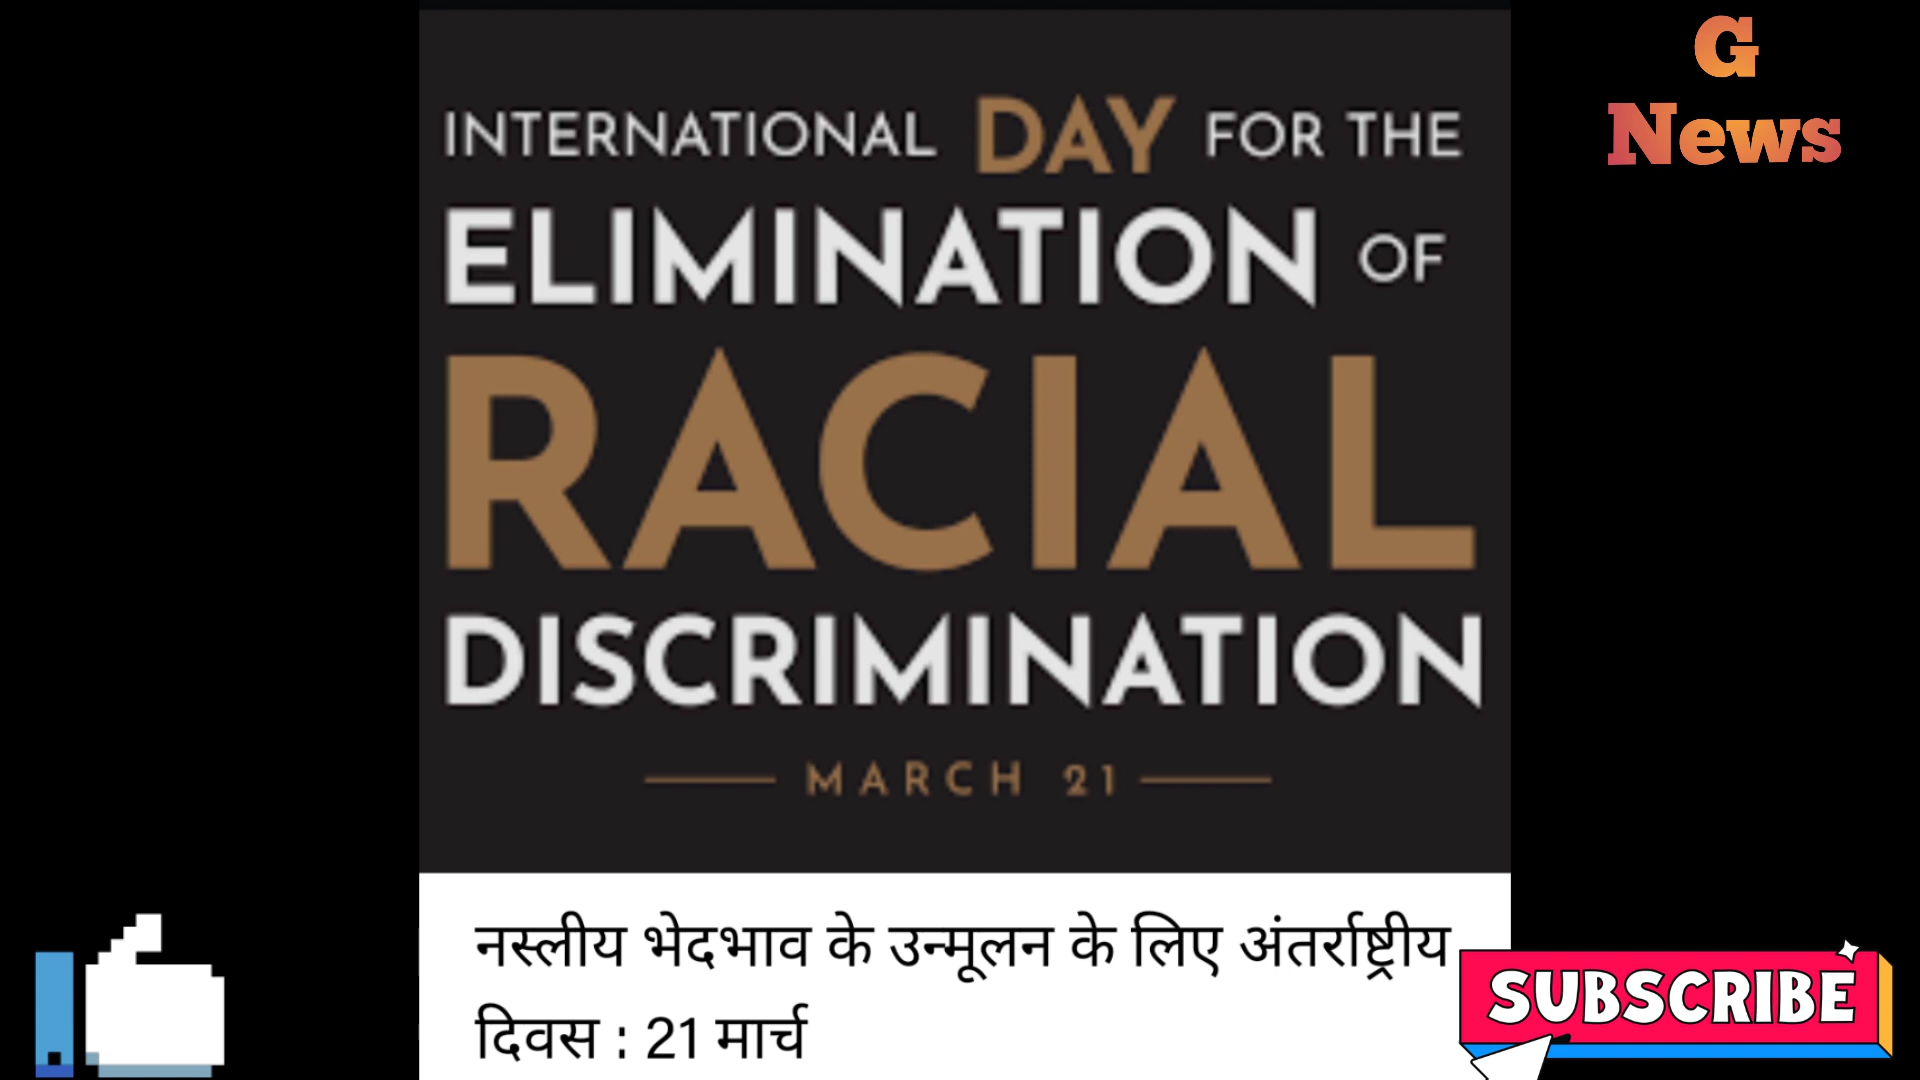 G
News
INTERNATIONAL DAY FOR THE
ELIMINATION OF
RACIAL
DISCRIMINATION
MARCH 21
नस्लीय भेदभाव के उन्मूलन के लिए अंतर्राष्ट्रीय
दिवस : 21 मार्च
SUBSCRIBE